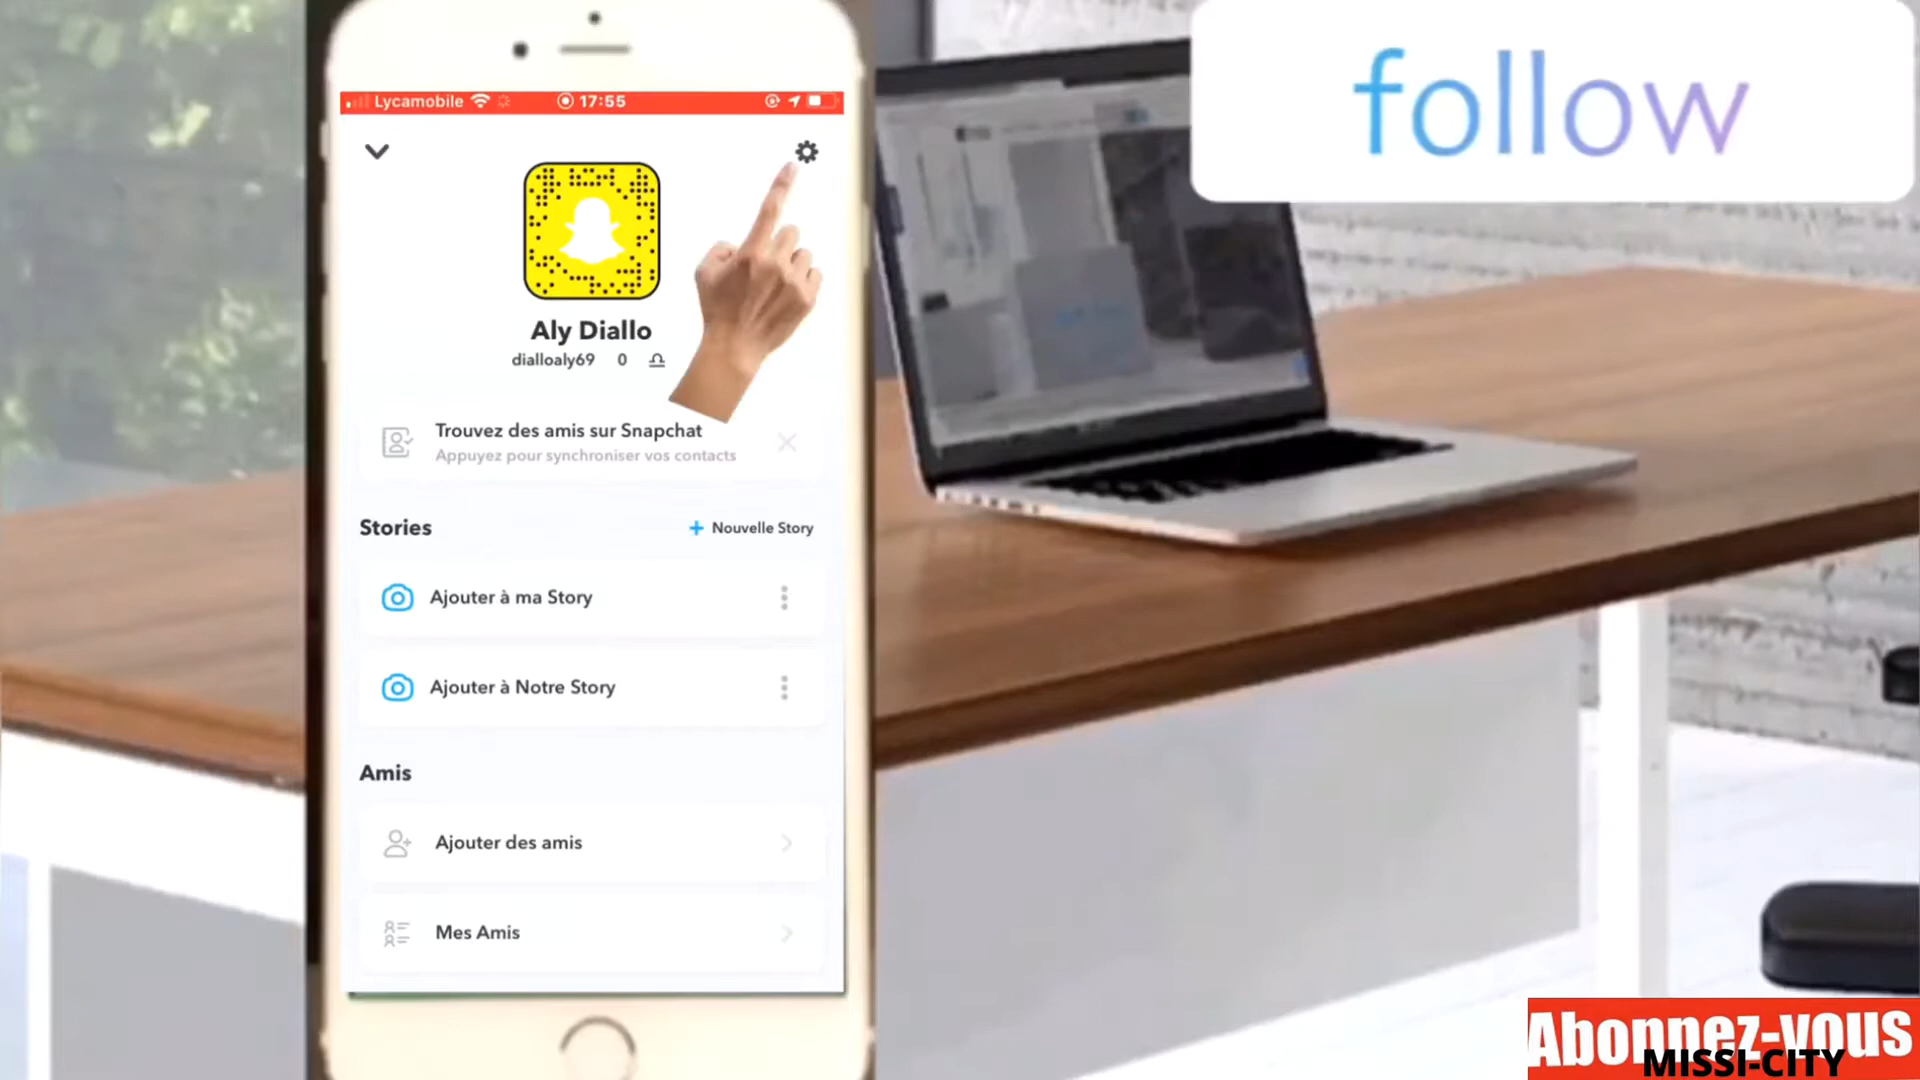 follow
Lycamobile
17:55
Aly Diallo
dialloaly69 0
Trouvez des amis sur Snapchat
Appuyez pour synchroniser vos contacts
Stories
+ Nouvelle Story
Ajouter à ma Story
Ajouter à Notre Story
Amis
Ajouter des amis
Mes Amis
Abonnez-vous
MISSI-CITY